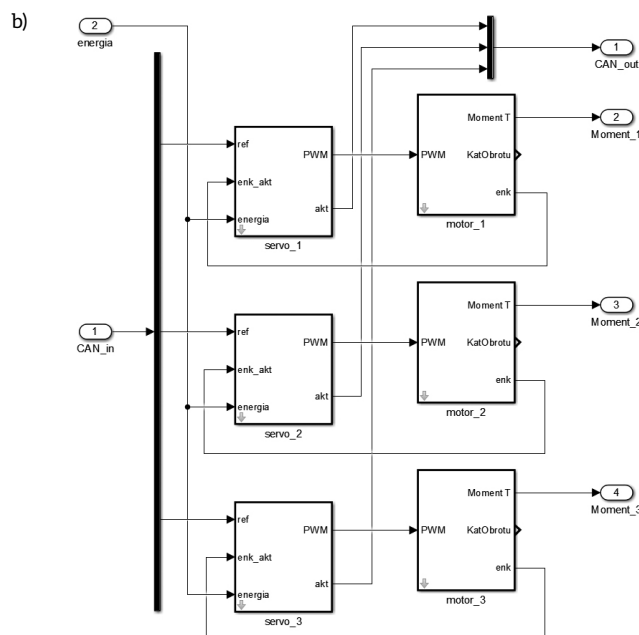 b)
2
energia
1
CAN_out
ref
enk_akt
energia
PWM
akt
servo_1
PWM
Moment T
KatObrotu
enk
motor_1
2
Moment_1
1
CAN_in
ref
enk_akt
energia
PWM
akt
servo_2
PWM
Moment T
KatObrotu
enk
motor_2
3
Moment_2
ref
enk_akt
energia
PWM
akt
servo_3
PWM
Moment T
KatObrotu
enk
motor_3
4
Moment_3